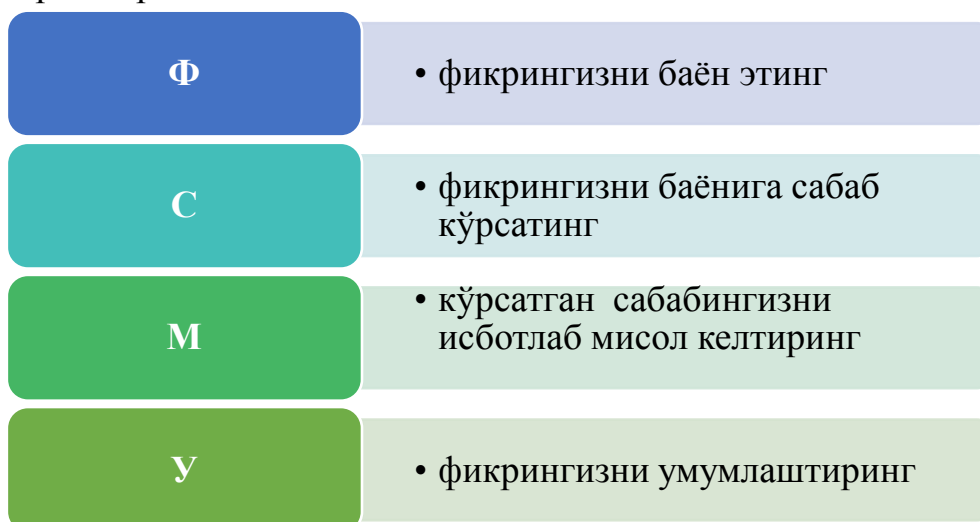 Ф
• фикрингизни баён этинг
С
• фикрингизни баёнига сабаб
кўрсатинг
М
• кўрсатган сабабингизни
исботлаб мисол келтиринг
У
• фикрингизни умумлаштиринг